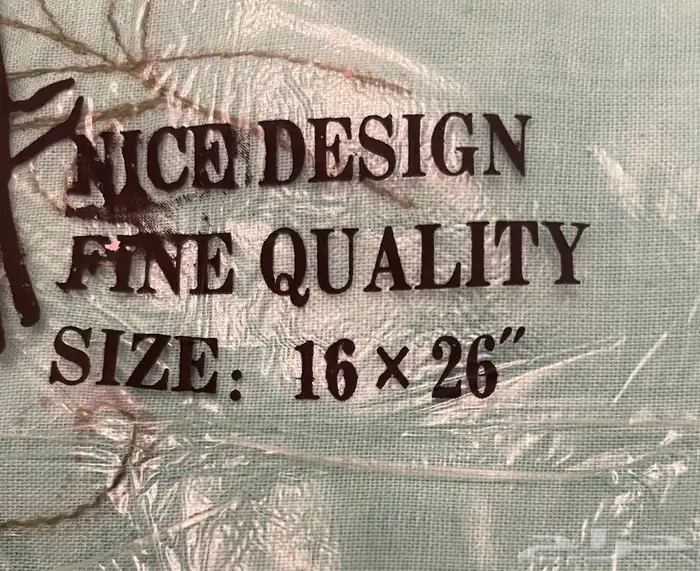 NICE DESIGN
FINE QUALITY
SIZE: 16 × 26"